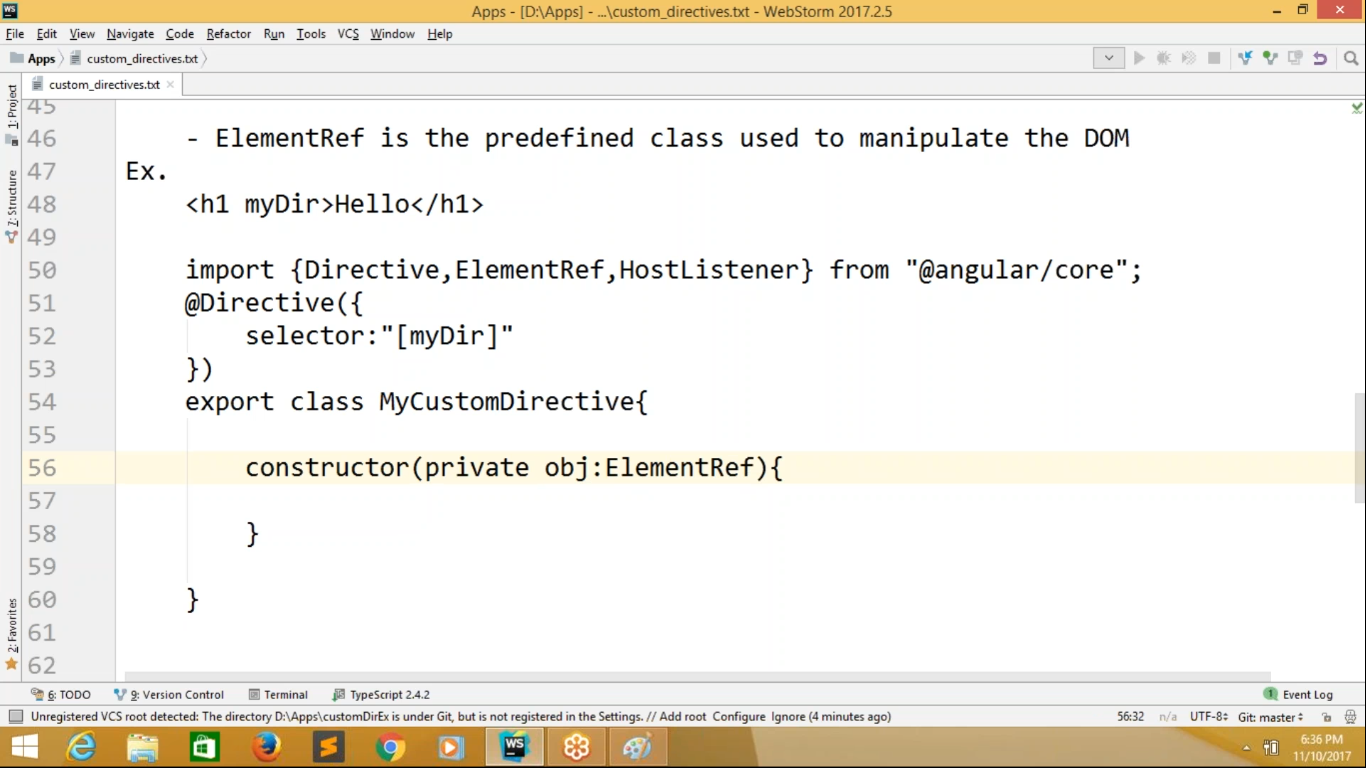 WS
Apps - [D:\Apps] - ...\custom_directives.txt - WebStorm 2017.2.5
File Edit View Navigate Code Refactor Run Tools VCS Window Help
Apps custom_directives.txt
custom_directives.txt
1: Project
7: Structure
2: Favorites
45
46 - ElementRef is the predefined class used to manipulate the DOM
47 Ex.
48 <h1 myDir>Hello</h1>
49
50 import {Directive,ElementRef,HostListener} from "@angular/core";
51 @Directive({
52 selector:"[myDir]"
53 })
54 export class MyCustomDirective{
55
56 constructor(private obj:ElementRef){
57
58 }
59
60 }
61
62
6: TODO 9: Version Control Terminal TypeScript 2.4.2 1 Event Log
Unregistered VCS root detected: The directory D:\Apps\customDirEx is under Git, but is not registered in the Settings. // Add root Configure Ignore (4 minutes ago) 56:32 n/a UTF-8 Git: master
WS
6:36 PM
11/10/2017